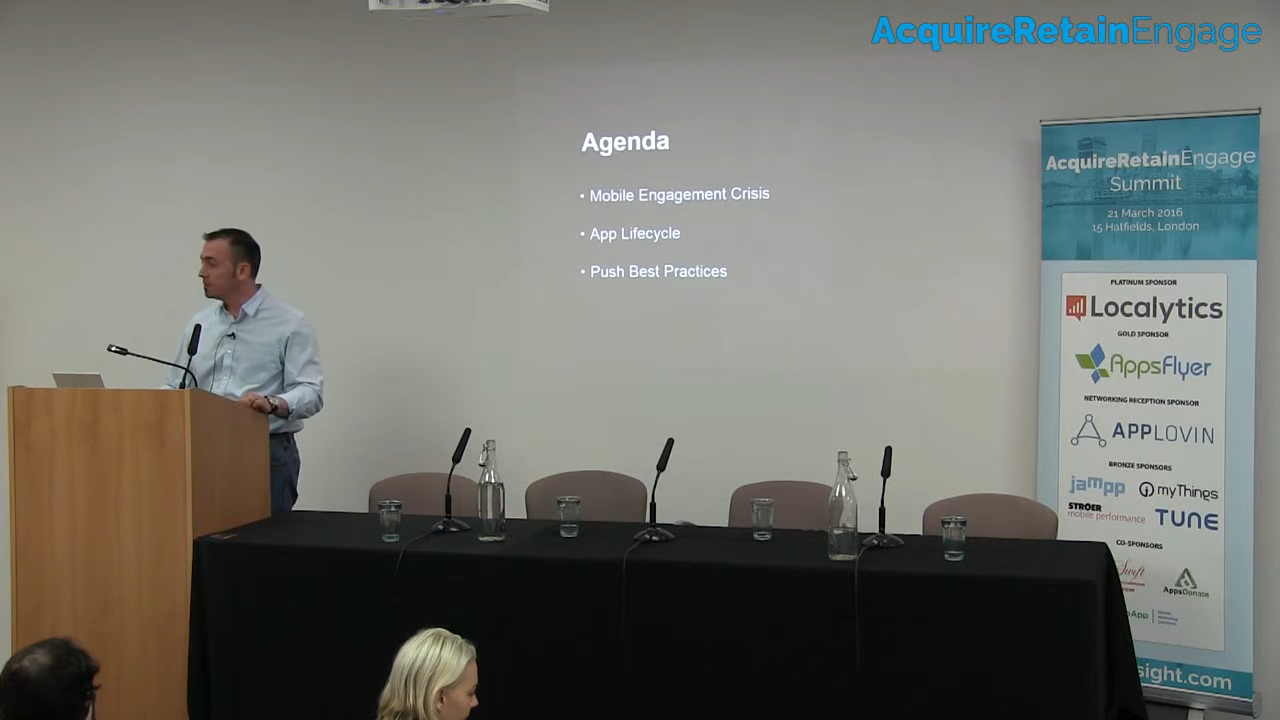 AcquireRetainEngage
Agenda
• Mobile Engagement Crisis
• App Lifecycle
• Push Best Practices
AcquireRetainEngage
Summit
21 March 2016
15 Hatfields, London
PLATINUM SPONSOR
Localytics
GOLD SPONSOR
AppsFlyer
NETWORKING RECEPTION SPONSOR
APPLOVIN
BRONZE SPONSORS
jampp
myThings
STRÖER
mobile performance
TUNE
CO-SPONSORS
Swift
AppsDonate
sight.com